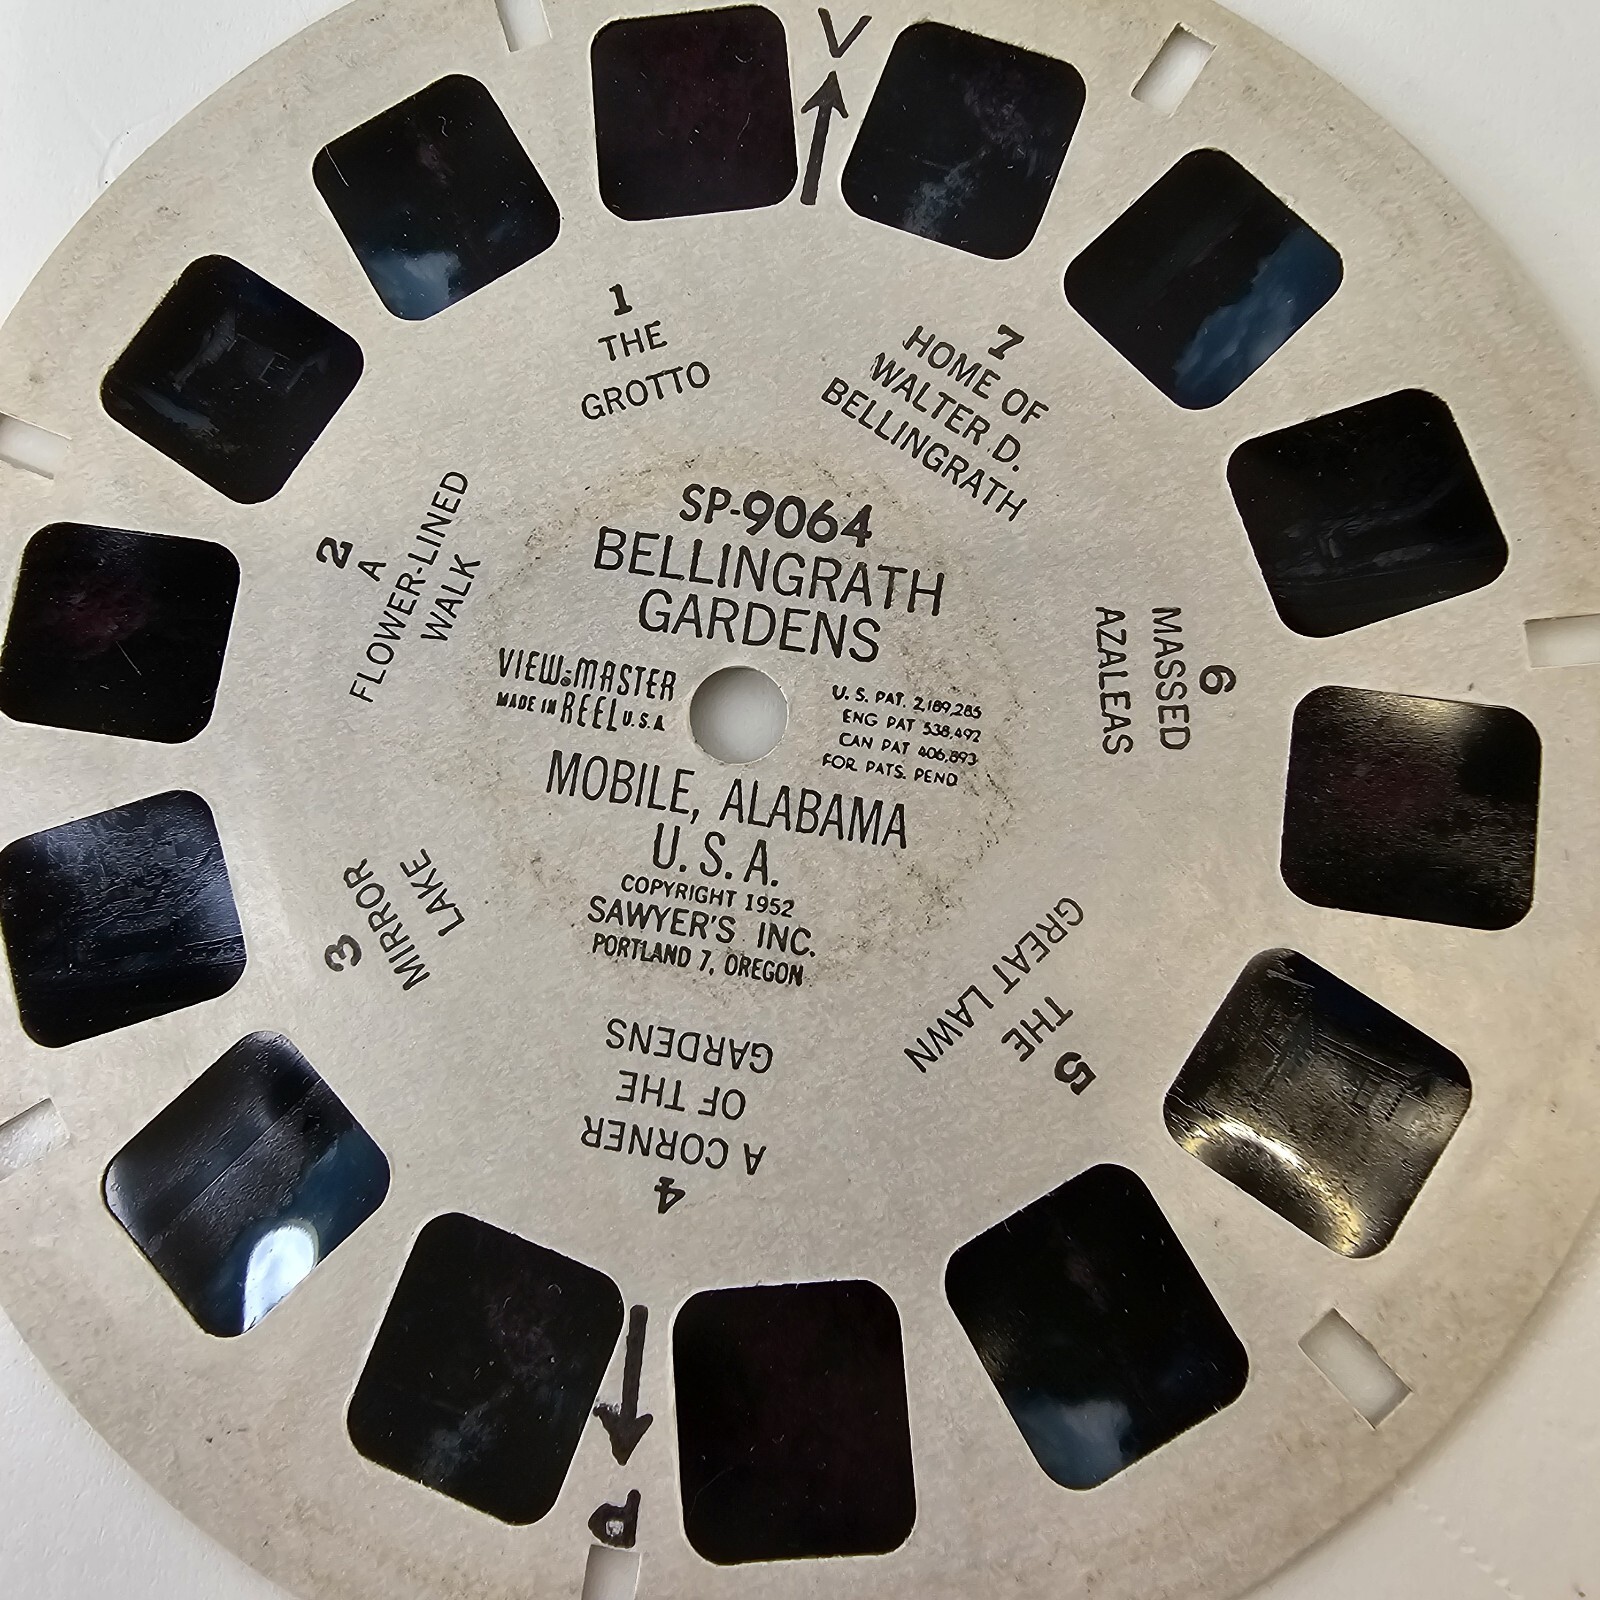 V
1
THE
GROTTO
7
HOME OF
WALTER D.
BELLINGRATH
SP-9064
BELLINGRATH
GARDENS
VIEW-MASTER
MADE IN REEL U.S.A.
U. S. PAT. 2,189,285
ENG PAT 538,492
CAN PAT 406,893
FOR. PATS. PEND
MOBILE, ALABAMA
U. S. A.
COPYRIGHT 1952
SAWYER'S INC.
PORTLAND 7, OREGON
2
A
FLOWER-LINED
WALK
3
MIRROR
LAKE
4
A CORNER
OF THE
GARDENS
5
THE
GREAT LAWN
6
MASSED
AZALEAS
P